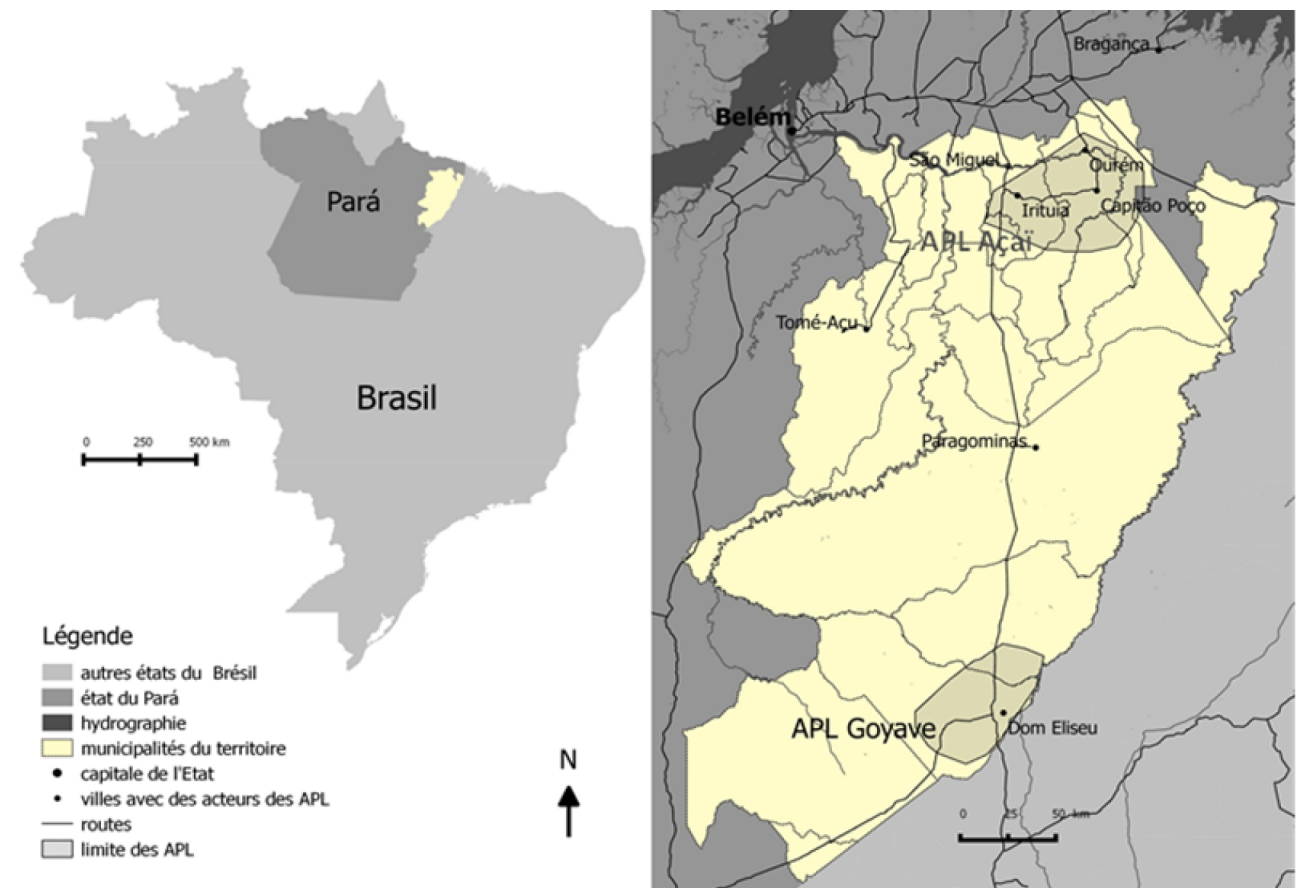 Pará
Brasil
0 250 500 km
Légende
autres états du Brésil
état du Pará
hydrographie
municipalités du territoire
capitale de l'Etat
villes avec des acteurs des APL
routes
limite des APL
N
Bragança
Belém
São Miguel
Ourém
Irituia
Capitão Poço
APL Açaï
Tomé-Açu
Paragominas
APL Goyave
Dom Eliseu
0 25 50 km